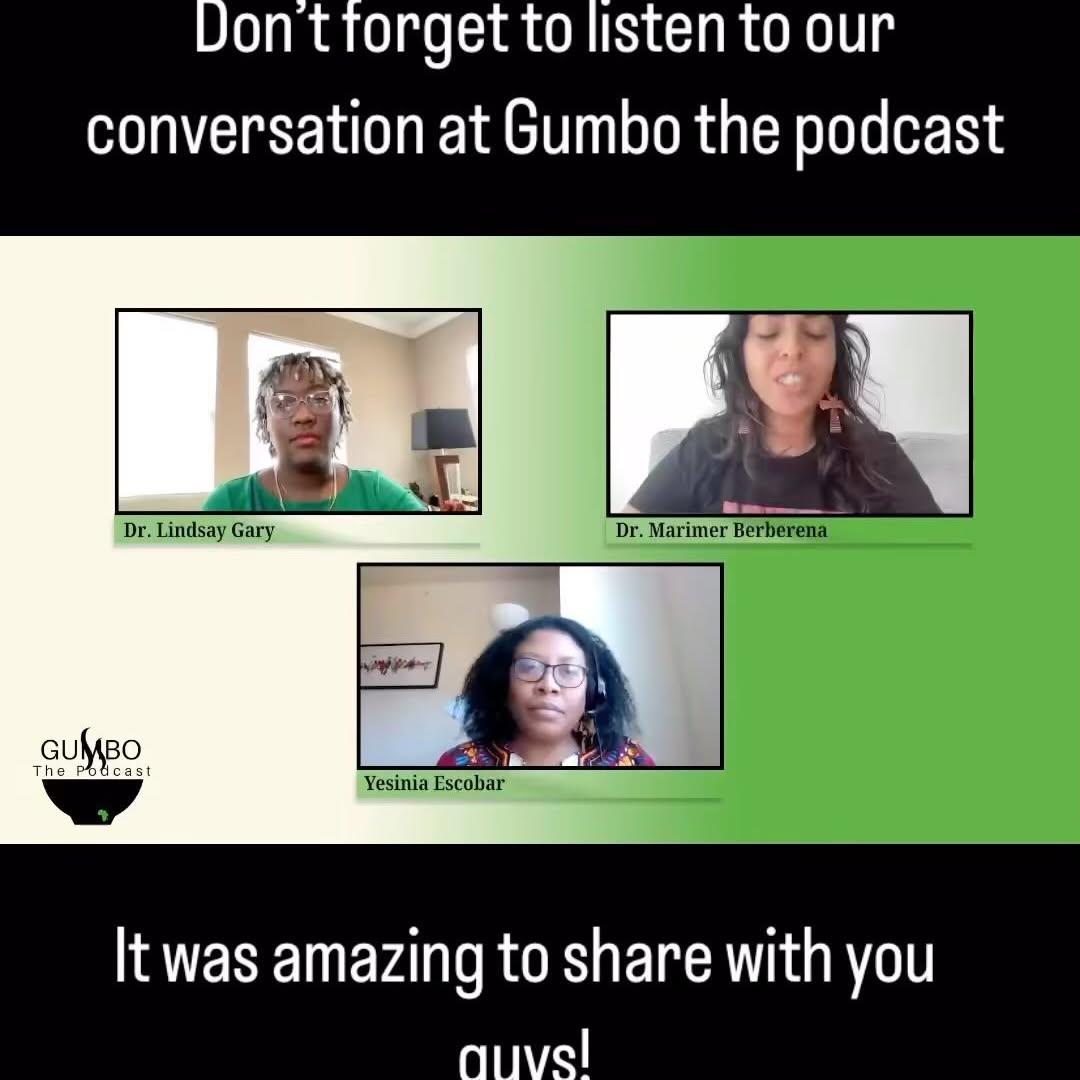 Don't forget to listen to our
conversation at Gumbo the podcast
Dr. Lindsay Gary
Dr. Marimer Berberena
Yesinia Escobar
GUMBO
The Podcast
It was amazing to share with you
guys!